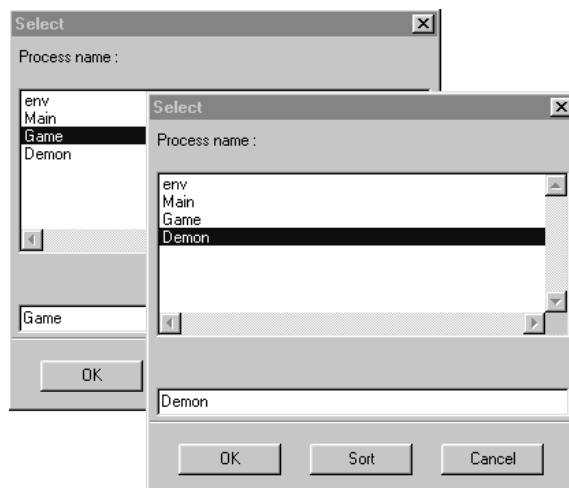 Select
Process name :
env
Main
Game
Demon
Game
OK
Select
Process name :
env
Main
Game
Demon
Demon
OK Sort Cancel